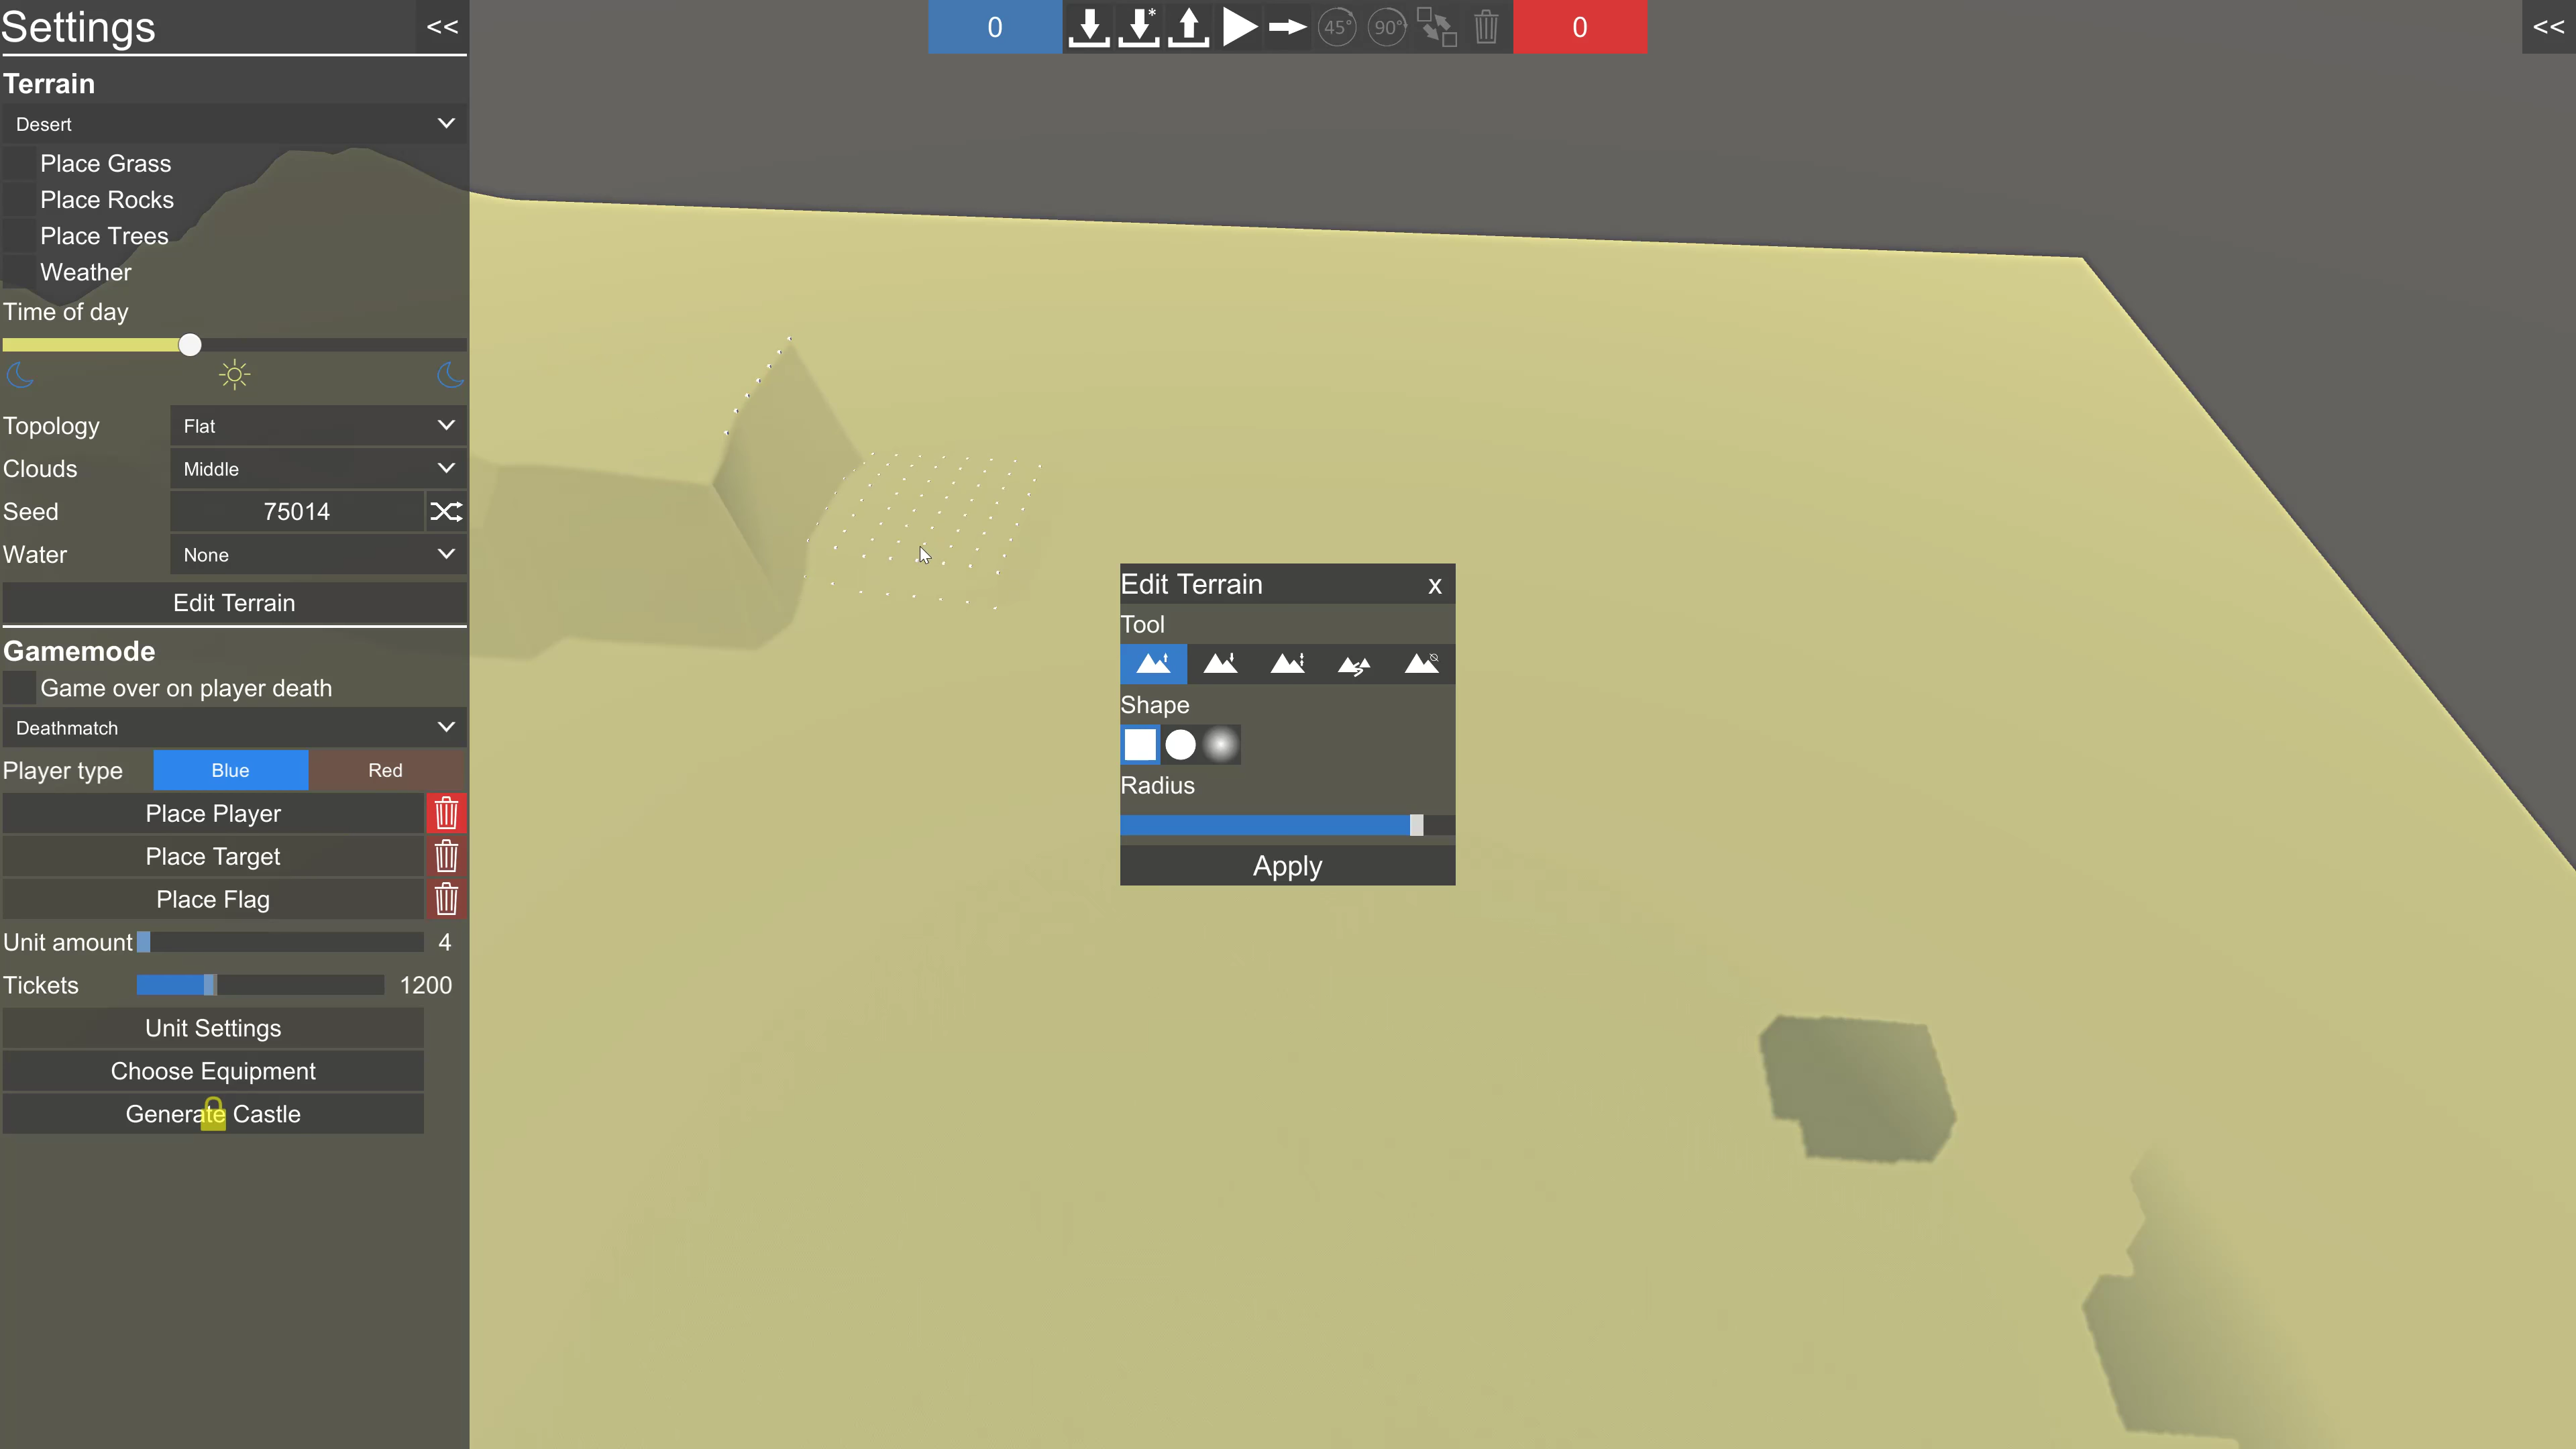 Settings <<
0 45° 90° 0 <<
Terrain
Desert
Place Grass
Place Rocks
Place Trees
Weather
Time of day
Topology Flat
Clouds Middle
Seed 75014
Water None
Edit Terrain
Gamemode
Game over on player death
Deathmatch
Player type Blue Red
Place Player
Place Target
Place Flag
Unit amount 4
Tickets 1200
Unit Settings
Choose Equipment
Generate Castle
Edit Terrain x
Tool
Shape
Radius
Apply